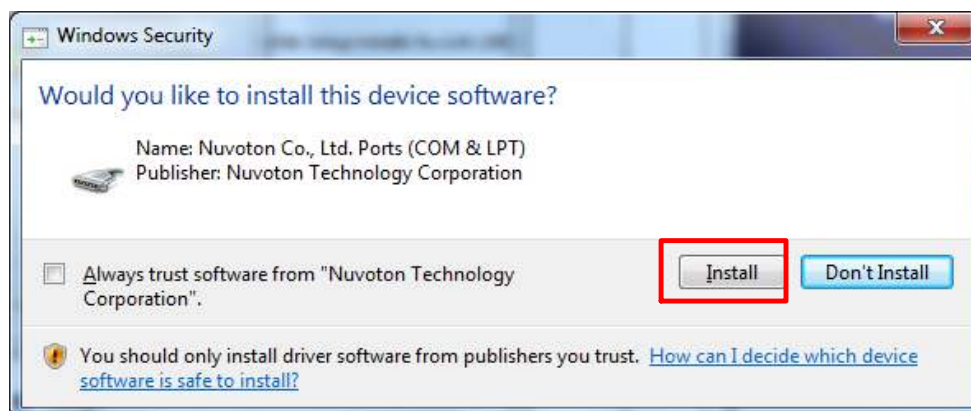 Windows Security
Would you like to install this device software?
Name: Nuvoton Co., Ltd. Ports (COM & LPT)
Publisher: Nuvoton Technology Corporation
Always trust software from "Nuvoton Technology
Corporation".
Install
Don't Install
You should only install driver software from publishers you trust. How can I decide which device
software is safe to install?